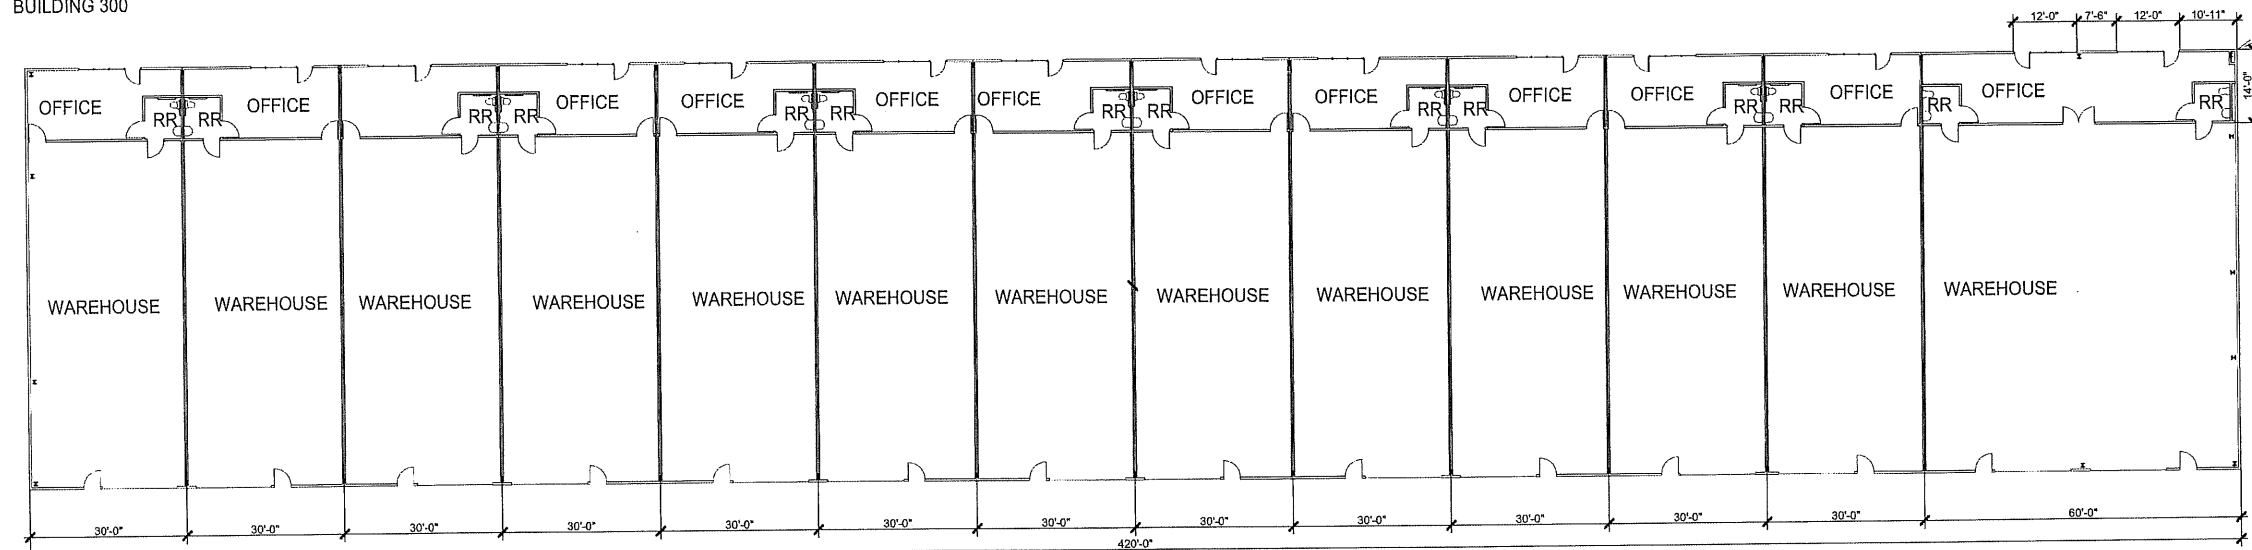 BUILDING 300
12'-0" 7'-6" 12'-0" 10'-11"
14'-0"
OFFICE OFFICE OFFICE OFFICE OFFICE OFFICE OFFICE OFFICE OFFICE OFFICE OFFICE OFFICE
RR RR RR RR RR RR RR RR RR RR RR RR RR RR
WAREHOUSE WAREHOUSE WAREHOUSE WAREHOUSE WAREHOUSE WAREHOUSE WAREHOUSE WAREHOUSE WAREHOUSE WAREHOUSE WAREHOUSE WAREHOUSE WAREHOUSE
30'-0" 30'-0" 30'-0" 30'-0" 30'-0" 30'-0" 30'-0" 30'-0" 30'-0" 30'-0" 30'-0" 30'-0" 60'-0"
420'-0"